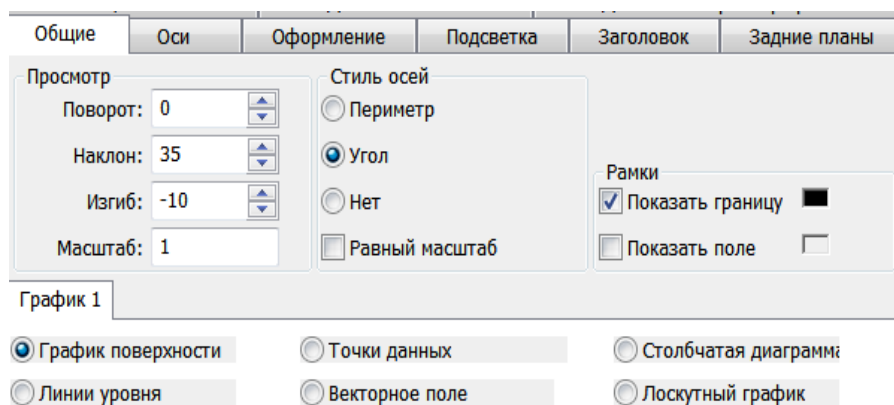 Общие Оси Оформление Подсветка Заголовок Задние планы
Просмотр Стиль осей
Поворот: 0 Периметр
Наклон: 35 Угол
Рамки
Изгиб: -10 Нет Показать границу
Масштаб: 1 Равный масштаб Показать поле
График 1
График поверхности Точки данных Столбчатая диаграмма
Линии уровня Векторное поле Лоскутный график